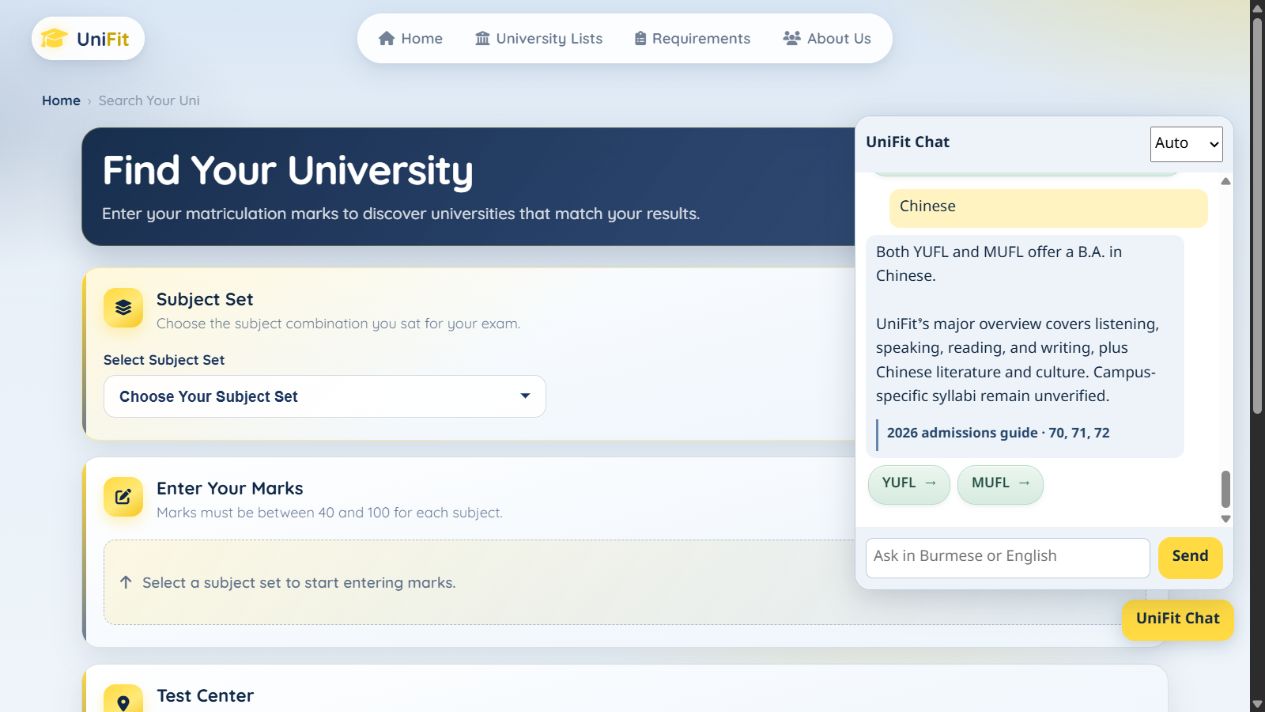 UniFit
Home
University Lists
Requirements
About Us
Home › Search Your Uni
Find Your University
Enter your matriculation marks to discover universities that match your results.
Subject Set
Choose the subject combination you sat for your exam.
Select Subject Set
Choose Your Subject Set
Enter Your Marks
Marks must be between 40 and 100 for each subject.
↑ Select a subject set to start entering marks.
Test Center
UniFit Chat
Auto
Chinese
Both YUFL and MUFL offer a B.A. in
Chinese.
UniFit's major overview covers listening,
speaking, reading, and writing, plus
Chinese literature and culture. Campus-
specific syllabi remain unverified.
2026 admissions guide · 70, 71, 72
YUFL →
MUFL →
Ask in Burmese or English
Send
UniFit Chat